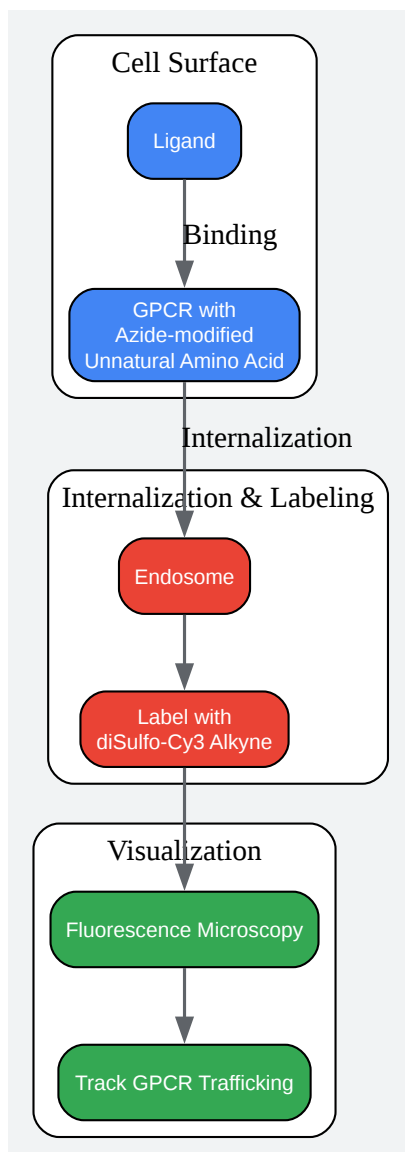 Cell Surface
Ligand
Binding
GPCR with
Azide-modified
Unnatural Amino Acid
Internalization
Internalization & Labeling
Endosome
Label with
diSulfo-Cy3 Alkyne
Visualization
Fluorescence Microscopy
Track GPCR Trafficking